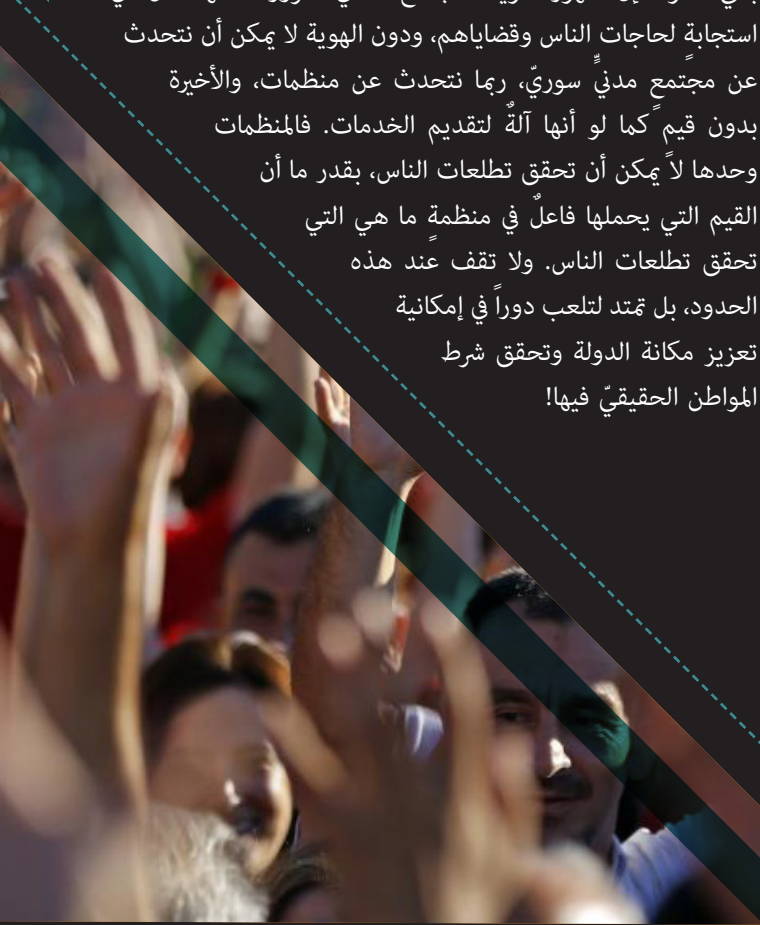 استجابةٍ لحاجات الناس وقضاياهم، ودون الهوية لا يمكن أن نتحدث
عن مجتمعٍ مدنيٍّ سوريّ، ربما نتحدث عن منظمات، والأخيرة
بدون قيم كما لو أنها آلةٌ لتقديم الخدمات. فالمنظمات
وحدها لا يمكن أن تحقق تطلعات الناس، بقدر ما أن
القيم التي يحملها فاعلٌ في منظمةٍ ما هي التي
تحقق تطلعات الناس. ولا تقف عند هذه
الحدود، بل تمتد لتلعب دوراً في إمكانية
تعزيز مكانة الدولة وتحقق شرط
المواطن الحقيقيّ فيها!